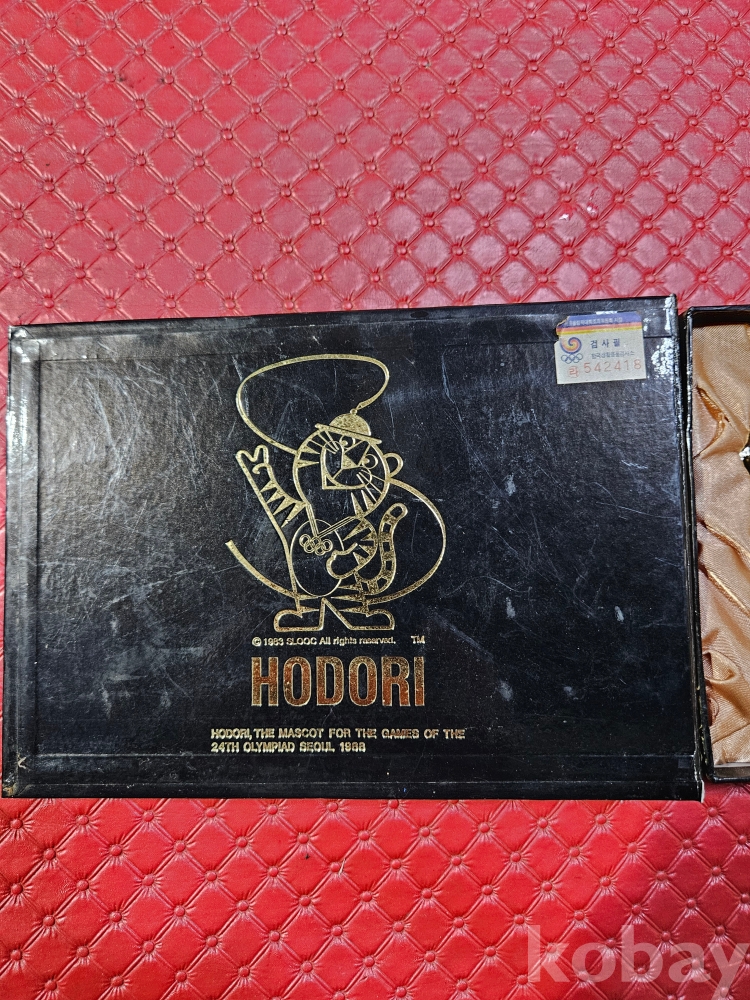 검사필
라 542418
© 1983 SLOOC All rights reserved. TM
HODORI
HODORI, THE MASCOT FOR THE GAMES OF THE
24TH OLYMPIAD SEOUL, 1988
kobay